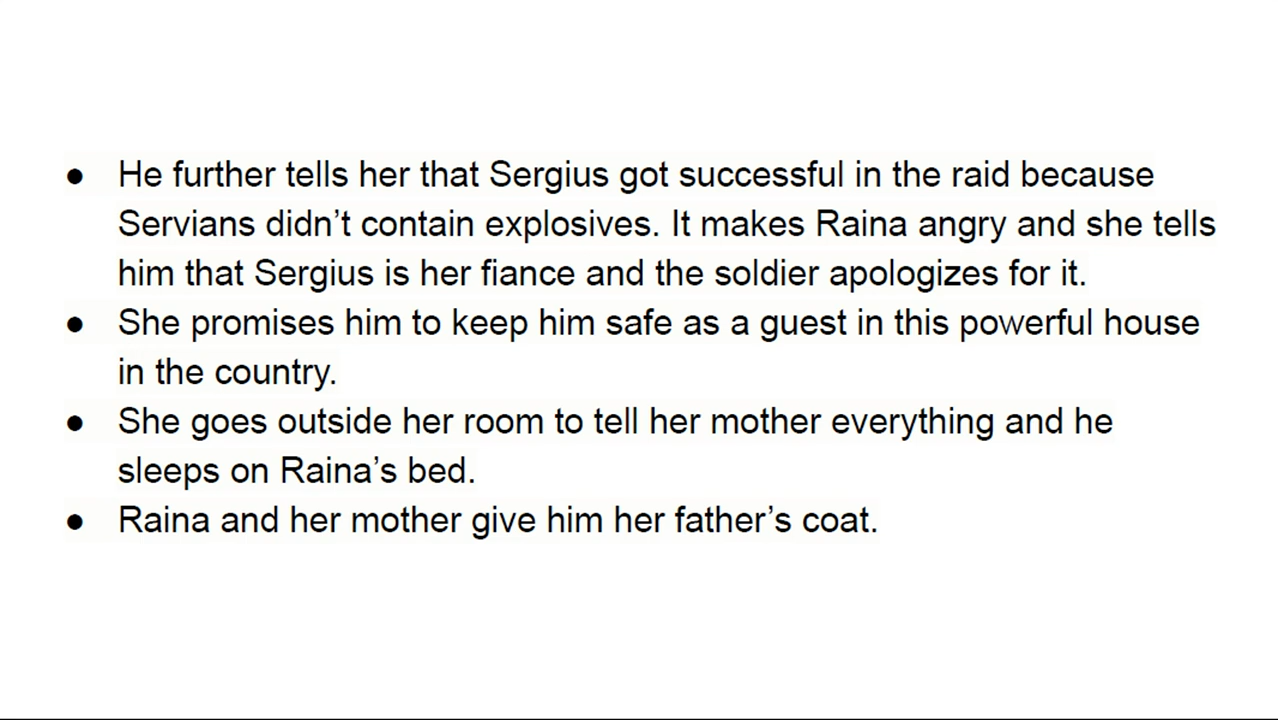 ● He further tells her that Sergius got successful in the raid because
Servians didn’t contain explosives. It makes Raina angry and she tells
him that Sergius is her fiance and the soldier apologizes for it.
● She promises him to keep him safe as a guest in this powerful house
in the country.
● She goes outside her room to tell her mother everything and he
sleeps on Raina’s bed.
● Raina and her mother give him her father’s coat.